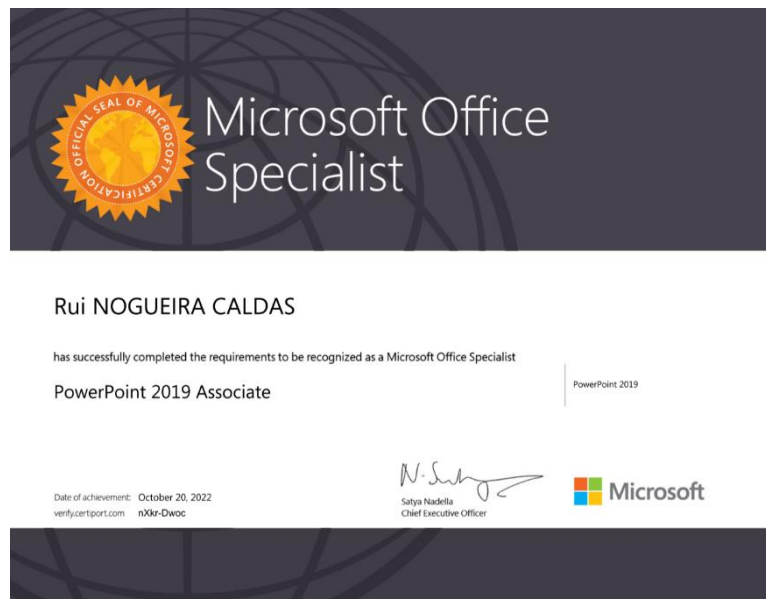 OFFICIAL SEAL OF MICROSOFT CERTIFICATION
Microsoft Office
Specialist
Rui NOGUEIRA CALDAS
has successfully completed the requirements to be recognized as a Microsoft Office Specialist
PowerPoint 2019 Associate
PowerPoint 2019
Date of achievement: October 20, 2022
verify.certiport.com nXkr-Dwoc
Satya Nadella
Chief Executive Officer
Microsoft